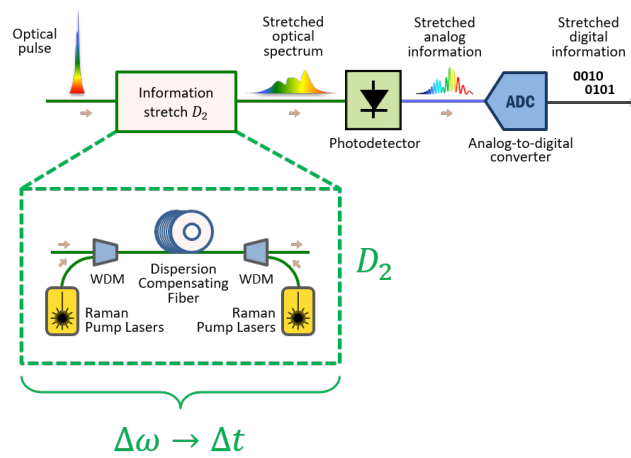 Optical
pulse
Information
stretch D₂
Stretched
optical
spectrum
Photodetector
Stretched
analog
information
ADC
Analog-to-digital
converter
Stretched
digital
information
0010
0101
WDM
Dispersion
Compensating
Fiber
WDM
Raman
Pump Lasers
Raman
Pump Lasers
D₂
Δω → Δt